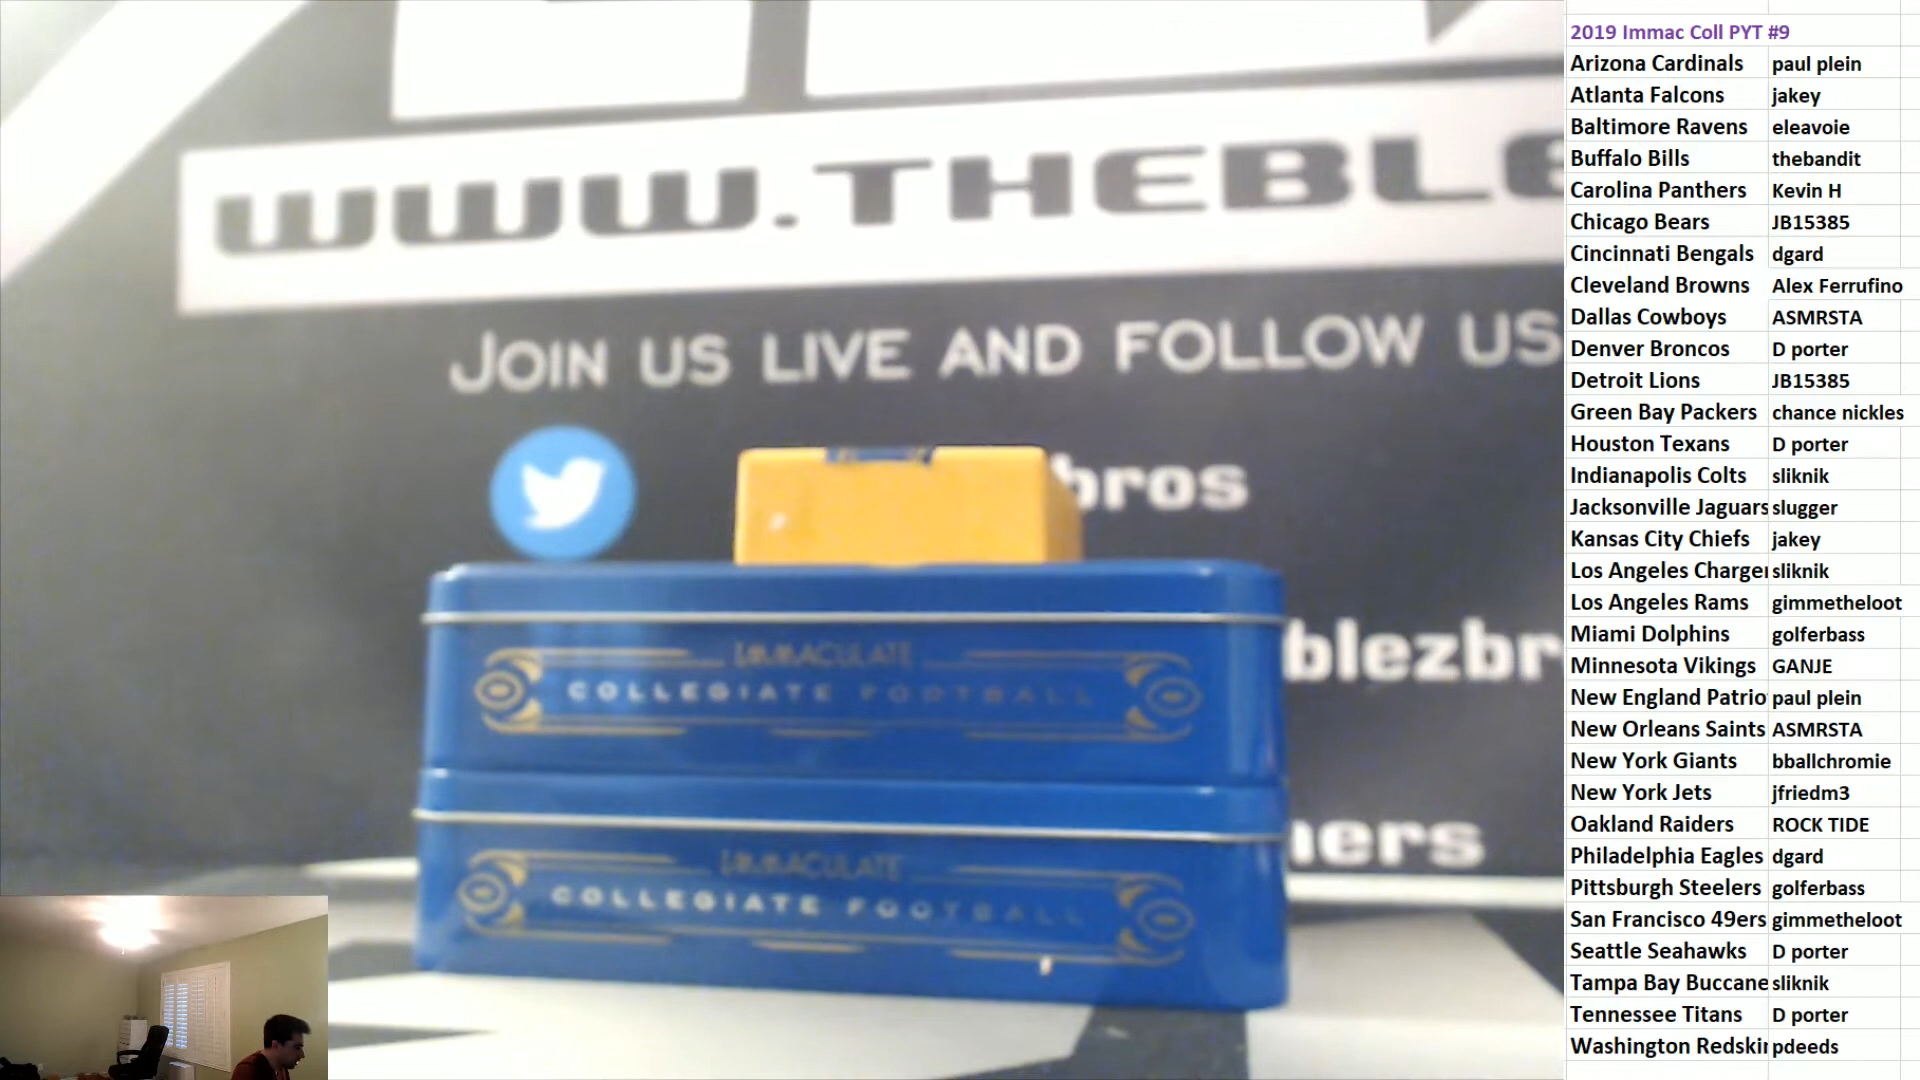 WWW.THEBLE
JOIN US LIVE AND FOLLOW US
bros
blezbr
ners
IMMACULATE
COLLEGIATE FOOTBALL
IMMACULATE
COLLEGIATE FOOTBALL
2019 Immac Coll PYT #9
Arizona Cardinals paul plein
Atlanta Falcons jakey
Baltimore Ravens eleavoie
Buffalo Bills thebandit
Carolina Panthers Kevin H
Chicago Bears JB15385
Cincinnati Bengals dgard
Cleveland Browns Alex Ferrufino
Dallas Cowboys ASMRSTA
Denver Broncos D porter
Detroit Lions JB15385
Green Bay Packers chance nickles
Houston Texans D porter
Indianapolis Colts sliknik
Jacksonville Jaguars slugger
Kansas City Chiefs jakey
Los Angeles Charger sliknik
Los Angeles Rams gimmetheloot
Miami Dolphins golferbass
Minnesota Vikings GANJE
New England Patrio paul plein
New Orleans Saints ASMRSTA
New York Giants bballchromie
New York Jets jfriedm3
Oakland Raiders ROCK TIDE
Philadelphia Eagles dgard
Pittsburgh Steelers golferbass
San Francisco 49ers gimmetheloot
Seattle Seahawks D porter
Tampa Bay Buccane sliknik
Tennessee Titans D porter
Washington Redski pdeeds